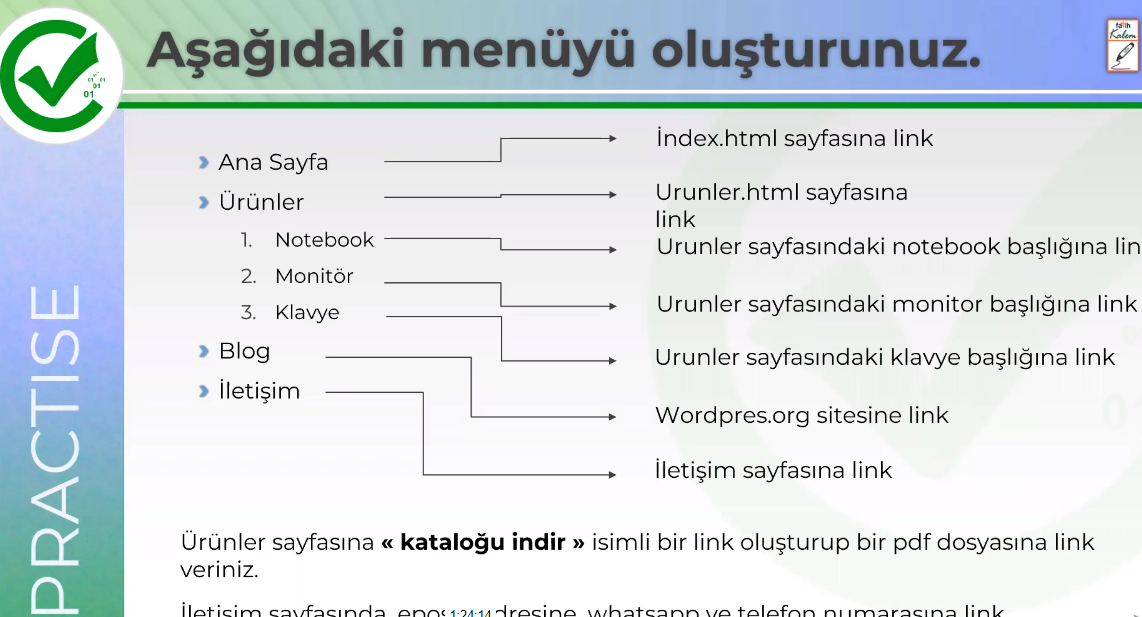 Aşağıdaki menüyü oluşturunuz.
fatih
Kalem
01 01
01
01
PRACTISE
Ana Sayfa
Ürünler
1. Notebook
2. Monitör
3. Klavye
Blog
İletişim
İndex.html sayfasına link
Urunler.html sayfasına
link
Urunler sayfasındaki notebook başlığına lin
Urunler sayfasındaki monitor başlığına link
Urunler sayfasındaki klavye başlığına link
Wordpres.org sitesine link
İletişim sayfasına link
Ürünler sayfasına « kataloğu indir » isimli bir link oluşturup bir pdf dosyasına link
veriniz.
İletişim sayfasında, whatsapp ve telefon numarasına link
1:24:14